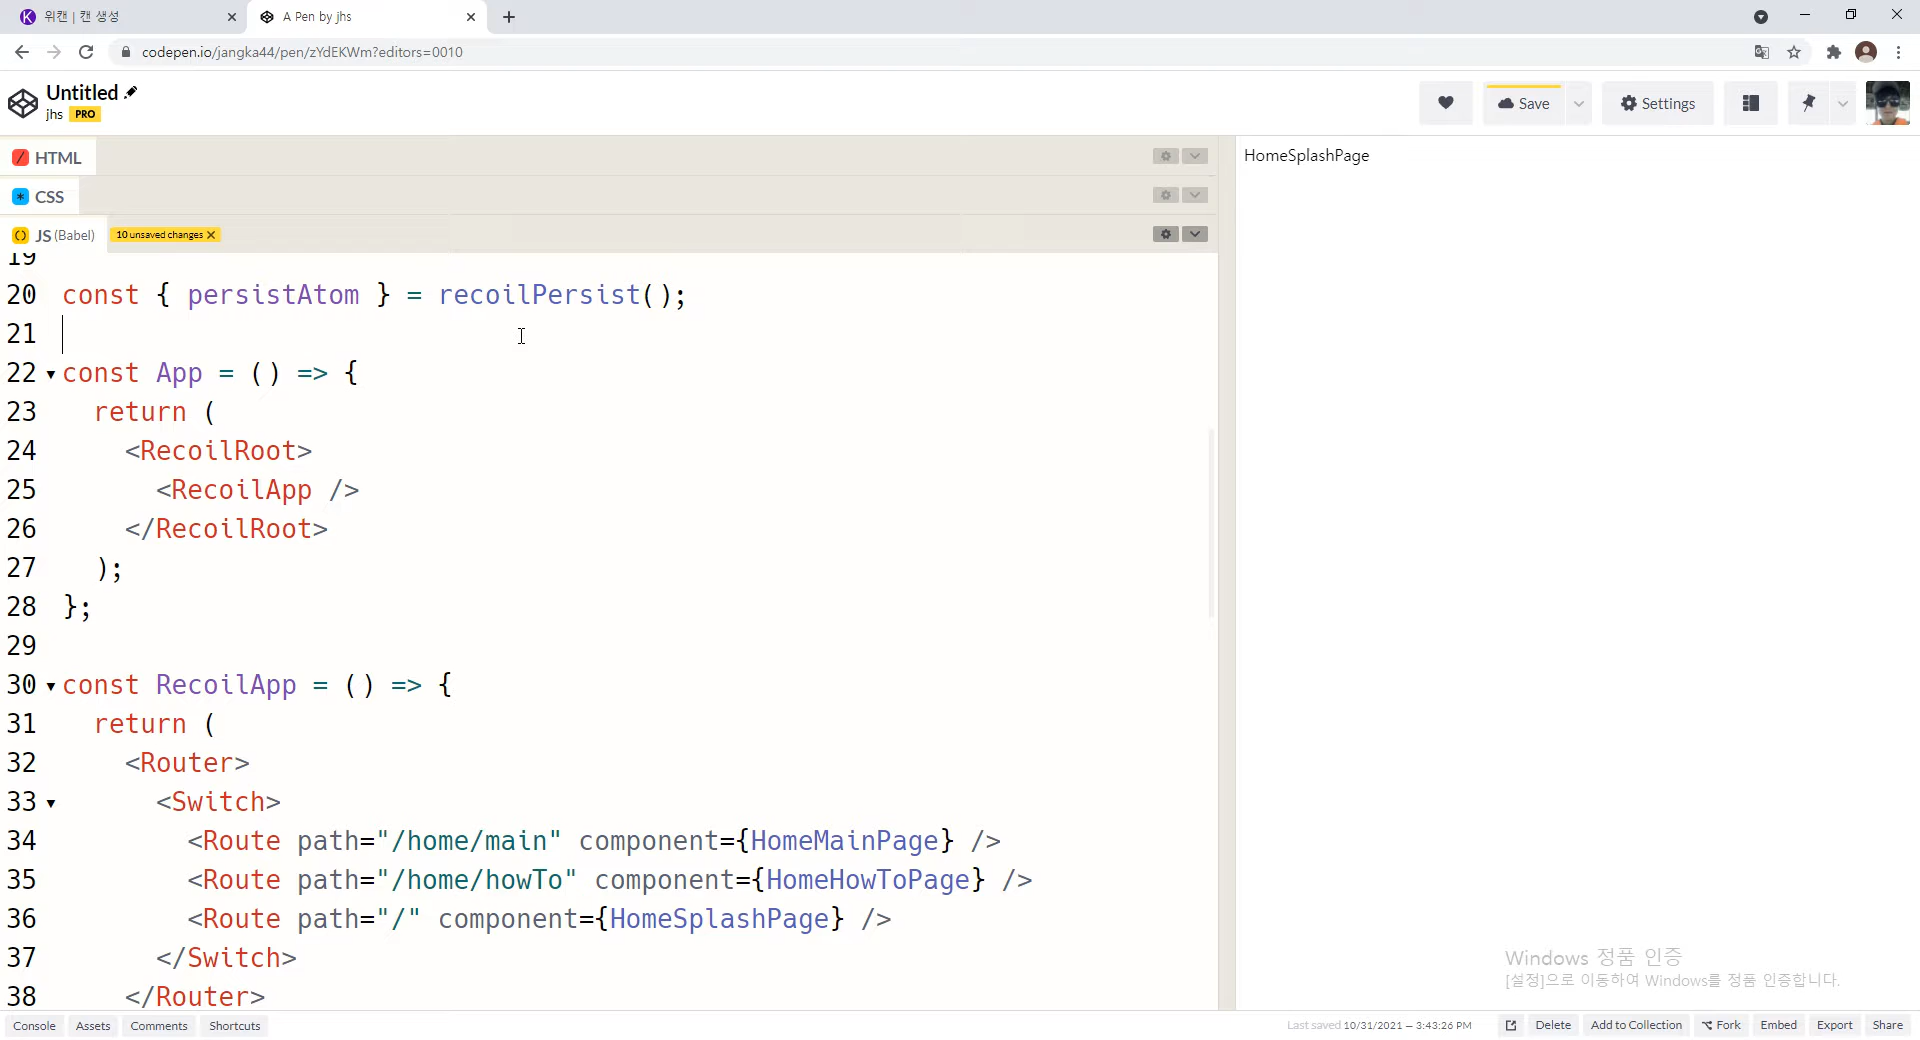 위캔 | 캔 생성
A Pen by jhs
codepen.io/jangka44/pen/zYdEKWm?editors=0010
Untitled
jhs PRO
Save
Settings
HTML
CSS
JS (Babel)
10 unsaved changes
HomeSplashPage
19
20 const { persistAtom } = recoilPersist();
21
22 const App = () => {
23 return (
24 <RecoilRoot>
25 <RecoilApp />
26 </RecoilRoot>
27 );
28 };
29
30 const RecoilApp = () => {
31 return (
32 <Router>
33 <Switch>
34 <Route path="/home/main" component={HomeMainPage} />
35 <Route path="/home/howTo" component={HomeHowToPage} />
36 <Route path="/" component={HomeSplashPage} />
37 </Switch>
38 </Router>
Windows 정품 인증
[설정]으로 이동하여 Windows를 정품 인증합니다.
Console Assets Comments Shortcuts
Last saved 10/31/2021 — 3:43:26 PM
Delete Add to Collection Fork Embed Export Share